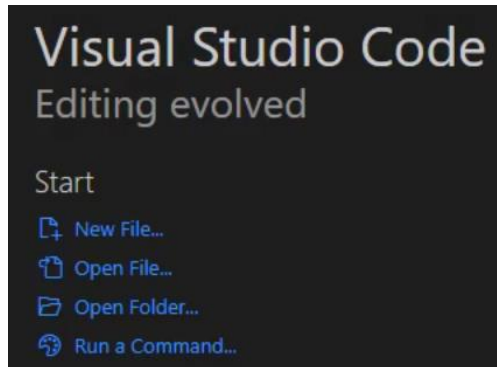 Visual Studio Code
Editing evolved
Start
New File...
Open File...
Open Folder...
Run a Command...